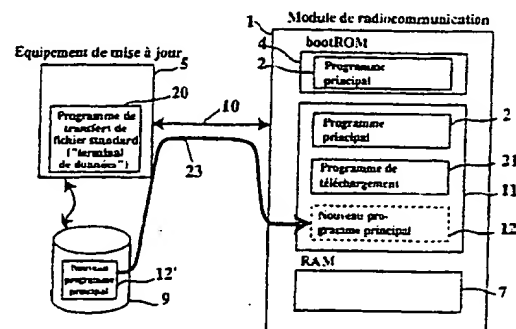 Module de radiocommunication
1
bootROM
4
2
Programme
principal
Equipement de mise à jour
5
20
Programme de
transfert de
fichier standard
("terminal
de données")
10
23
Programme
principal
2
Programme de
téléchargement
21
11
Nouveau pro-
gramme principal
12
RAM
7
Nouveau
programme
principal
12'
9